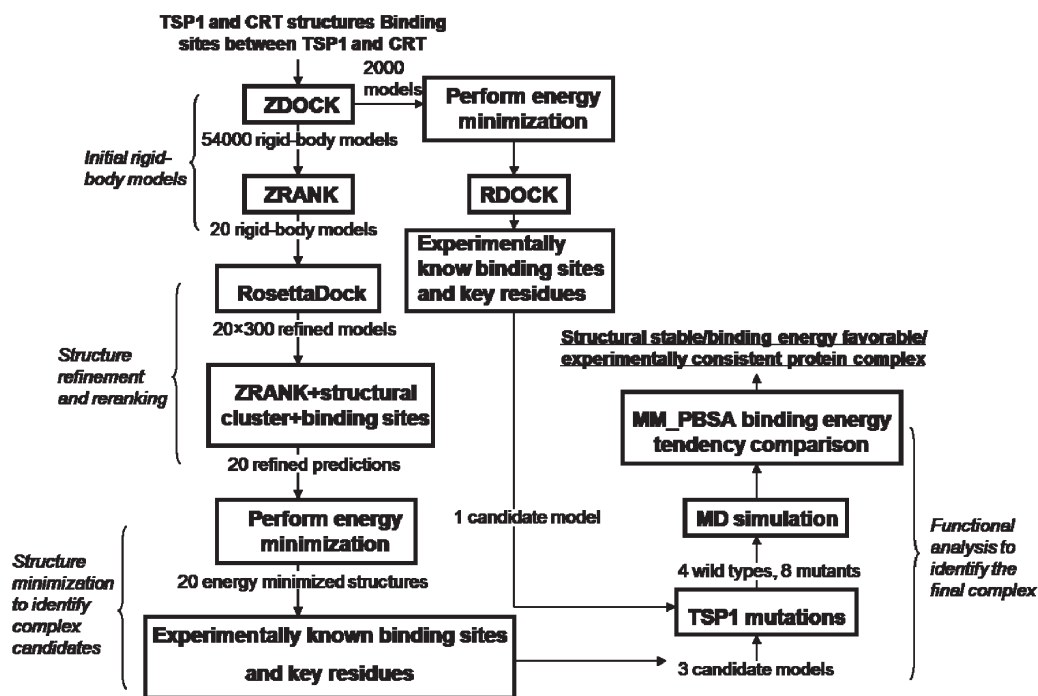 TSP1 and CRT structures Binding
sites between TSP1 and CRT
2000
models
ZDOCK
Perform energy
minimization
54000 rigid-body models
Initial rigid-
body models
ZRANK
RDOCK
20 rigid-body models
Experimentally
know binding sites
and key residues
RosettaDock
20×300 refined models
Structure
refinement
and reranking
ZRANK+structural
cluster+binding sites
20 refined predictions
Structural stable/binding energy favorable/
experimentally consistent protein complex
MM_PBSA binding energy
tendency comparison
Perform energy
minimization
1 candidate model
MD simulation
Functional
analysis to
identify the
final complex
Structure
minimization
to identify
complex
candidates
20 energy minimized structures
4 wild types, 8 mutants
TSP1 mutations
Experimentally known binding sites
and key residues
3 candidate models